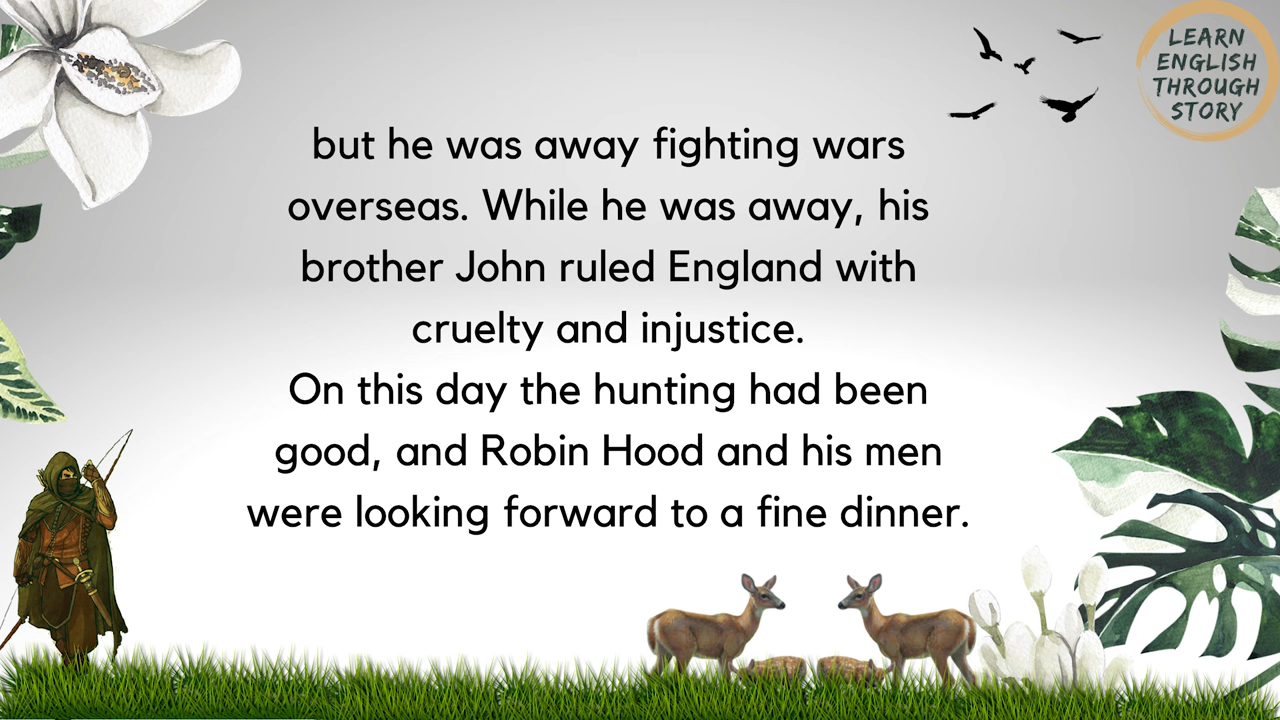 LEARN
ENGLISH
THROUGH
STORY
but he was away fighting wars
overseas. While he was away, his
brother John ruled England with
cruelty and injustice.
On this day the hunting had been
good, and Robin Hood and his men
were looking forward to a fine dinner.